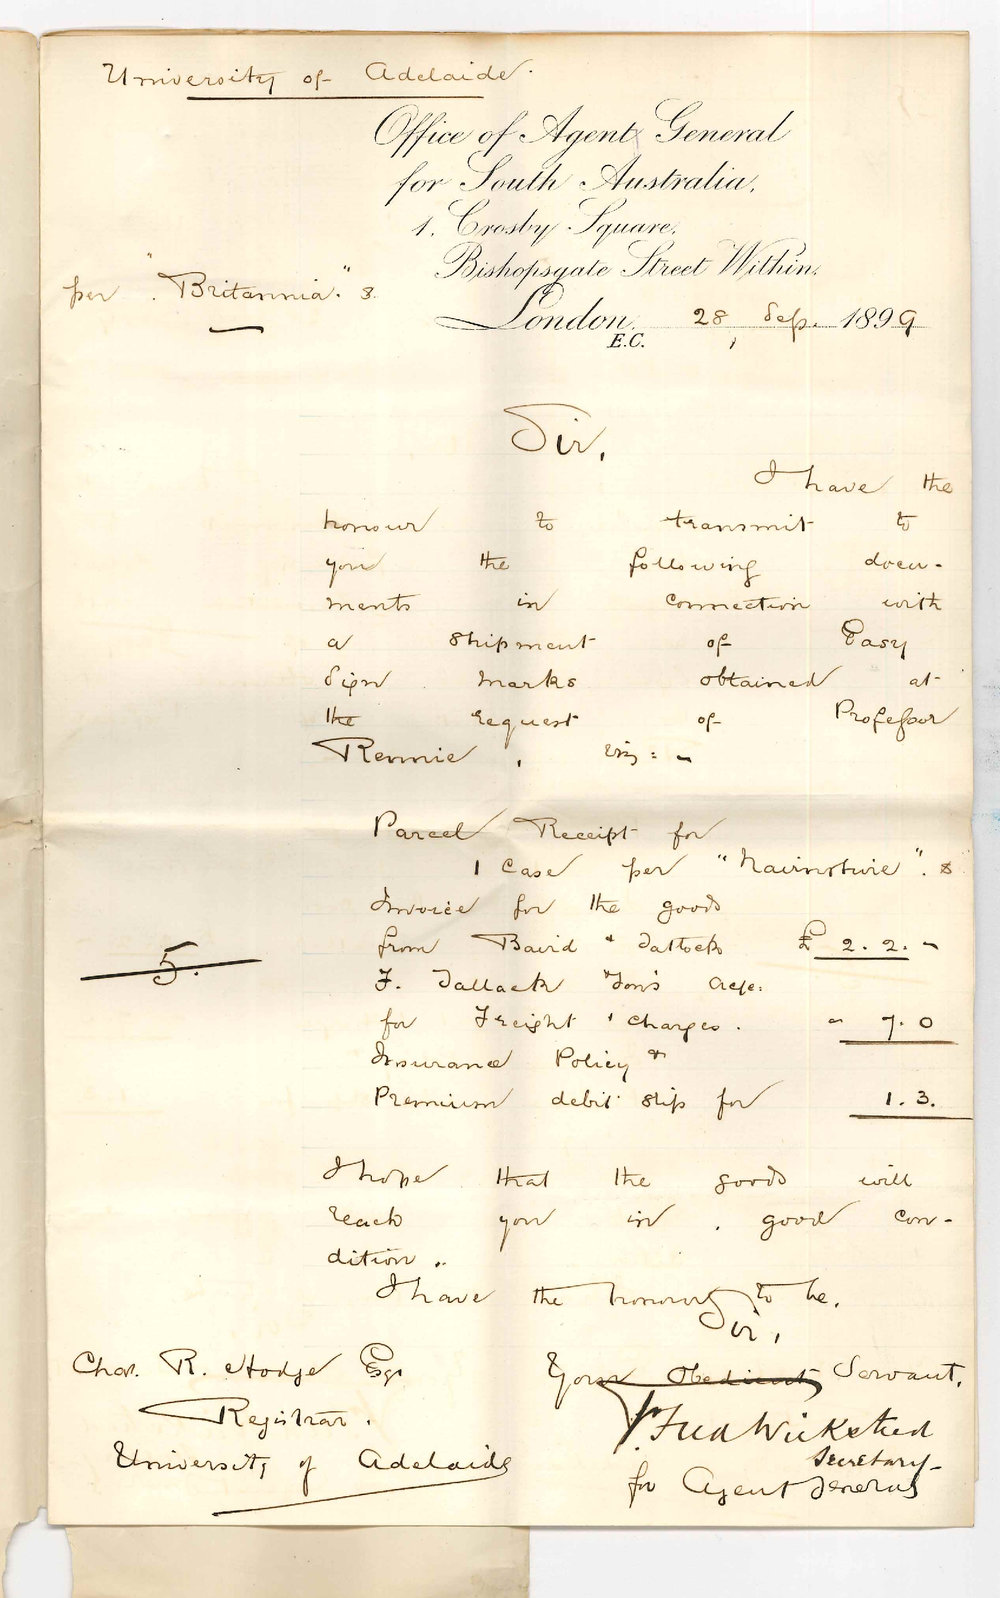 University of Adelaide.
Office of Agent General
for South Australia,
1, Crosby Square,
Bishopsgate Street Within,
per "Britannia".
London, 28 Sep. 1899
E.C.
Sir,
I have the
honour to transmit to
you the following docu-
ments in connection with
a shipment of Easy
Sign marks obtained at
the request of Professor
Rennie, viz: -
Parcel Receipt for
1 Case per "Nairnshire".
Invoice for the goods
from Baird & Tatlock £ 2. 2. -
5.
F. Tallack & Son's a/c:
for Freight & Charges. - 7. 0
Insurance Policy &
Premium debit slip for 1. 3.
I hope that the goods will
reach you in good con-
dition.
I have the honour to be,
Sir,
Your Obedient Servant,
Chas. R. Hodge Esqr
Registrar.
Fred Wicksteed
Secretary
University of Adelaide
for Agent General